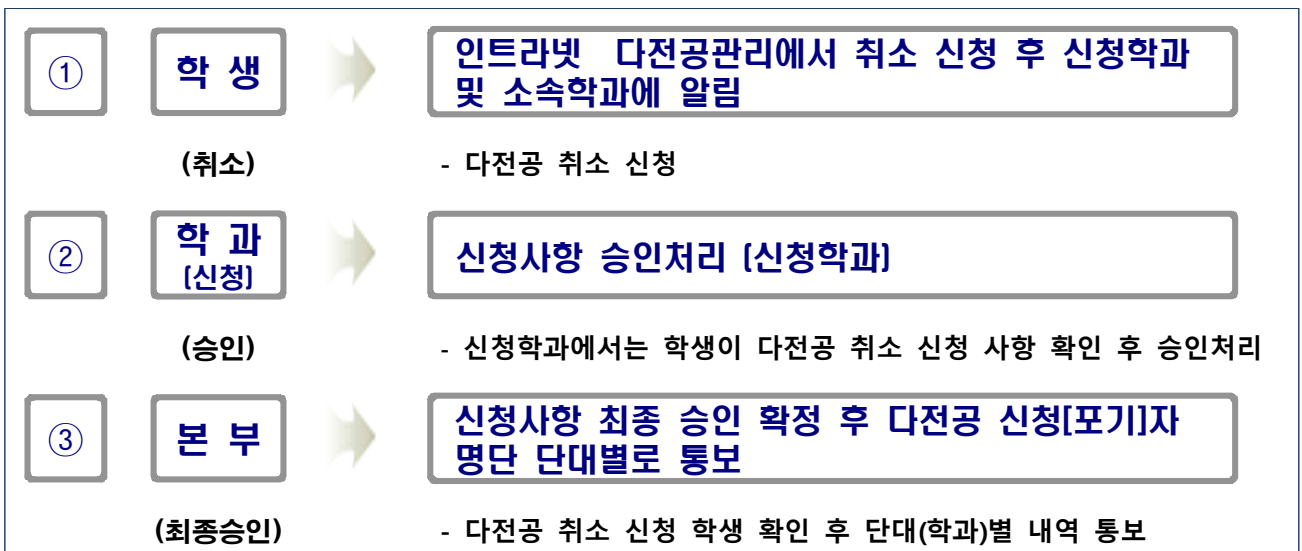 ① 학 생 인트라넷 다전공관리에서 취소 신청 후 신청학과
및 소속학과에 알림
(취소) - 다전공 취소 신청
② 학 과 신청사항 승인처리 (신청학과)
(신청)
(승인) - 신청학과에서는 학생이 다전공 취소 신청 사항 확인 후 승인처리
③ 본 부 신청사항 최종 승인 확정 후 다전공 신청[포기]자
명단 단대별로 통보
(최종승인) - 다전공 취소 신청 학생 확인 후 단대(학과)별 내역 통보